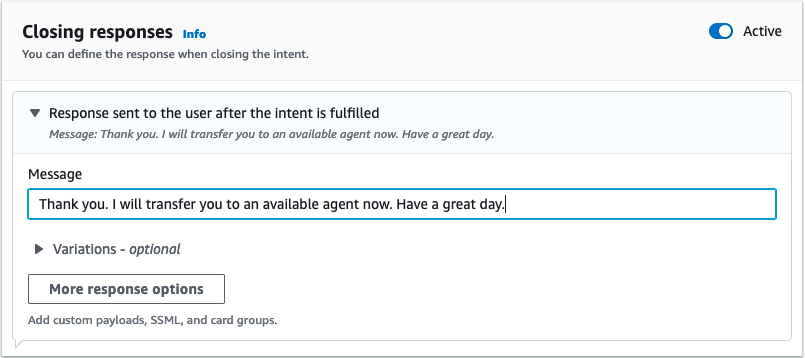 Closing responses Info
Active
You can define the response when closing the intent.
Response sent to the user after the intent is fulfilled
Message: Thank you. I will transfer you to an available agent now. Have a great day.
Message
Thank you. I will transfer you to an available agent now. Have a great day.
Variations - optional
More response options
Add custom payloads, SSML, and card groups.